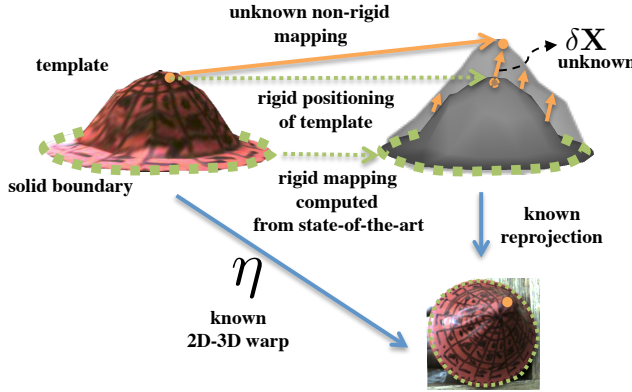 unknown non-rigid
mapping
δX
unknown
template
rigid positioning
of template
solid boundary
rigid mapping
computed
from state-of-the-art
known
reprojection
η
known
2D-3D warp